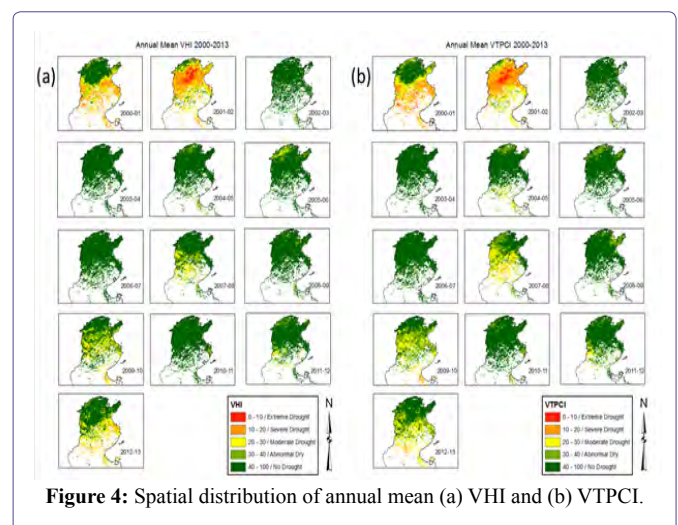 Annual Mean VHI 2000-2013
Annual Mean VTPCI 2000-2013
(a)
(b)
2000-01
2001-02
2002-03
2000-01
2001-02
2002-03
2003-04
2004-05
2005-06
2003-04
2004-05
2005-06
2006-07
2007-08
2008-09
2006-07
2007-08
2008-09
2009-10
2010-11
2011-12
2009-10
2010-11
2011-12
2012-13
2012-13
VHI
0 - 10 / Extreme Drought
10 - 20 / Severe Drought
20 - 30 / Moderate Drought
30 - 40 / Abnormal Dry
40 - 100 / No Drought
N
VTPCI
0 - 10 / Extreme Drought
10 - 20 / Severe Drought
20 - 30 / Moderate Drought
30 - 40 / Abnormal Dry
40 - 100 / No Drought
N
Figure 4: Spatial distribution of annual mean (a) VHI and (b) VTPCI.